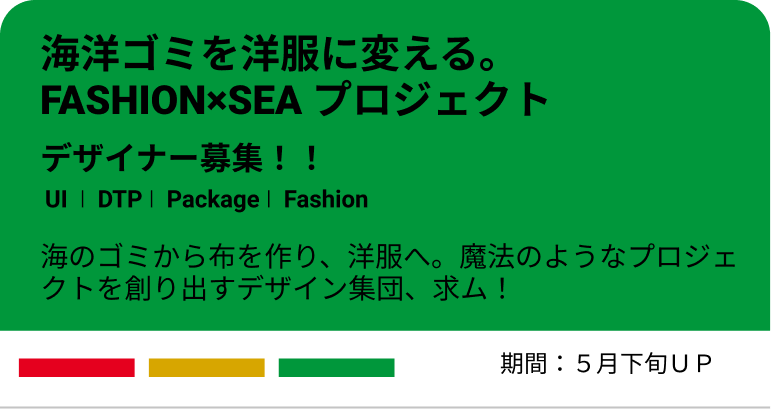 海洋ゴミを洋服に変える。
FASHION×SEA プロジェクト
デザイナー募集！！
UI | DTP | Package | Fashion
海のゴミから布を作り、洋服へ。魔法のようなプロジェ
クトを創り出すデザイン集団、求ム！
期間：５月下旬ＵＰ